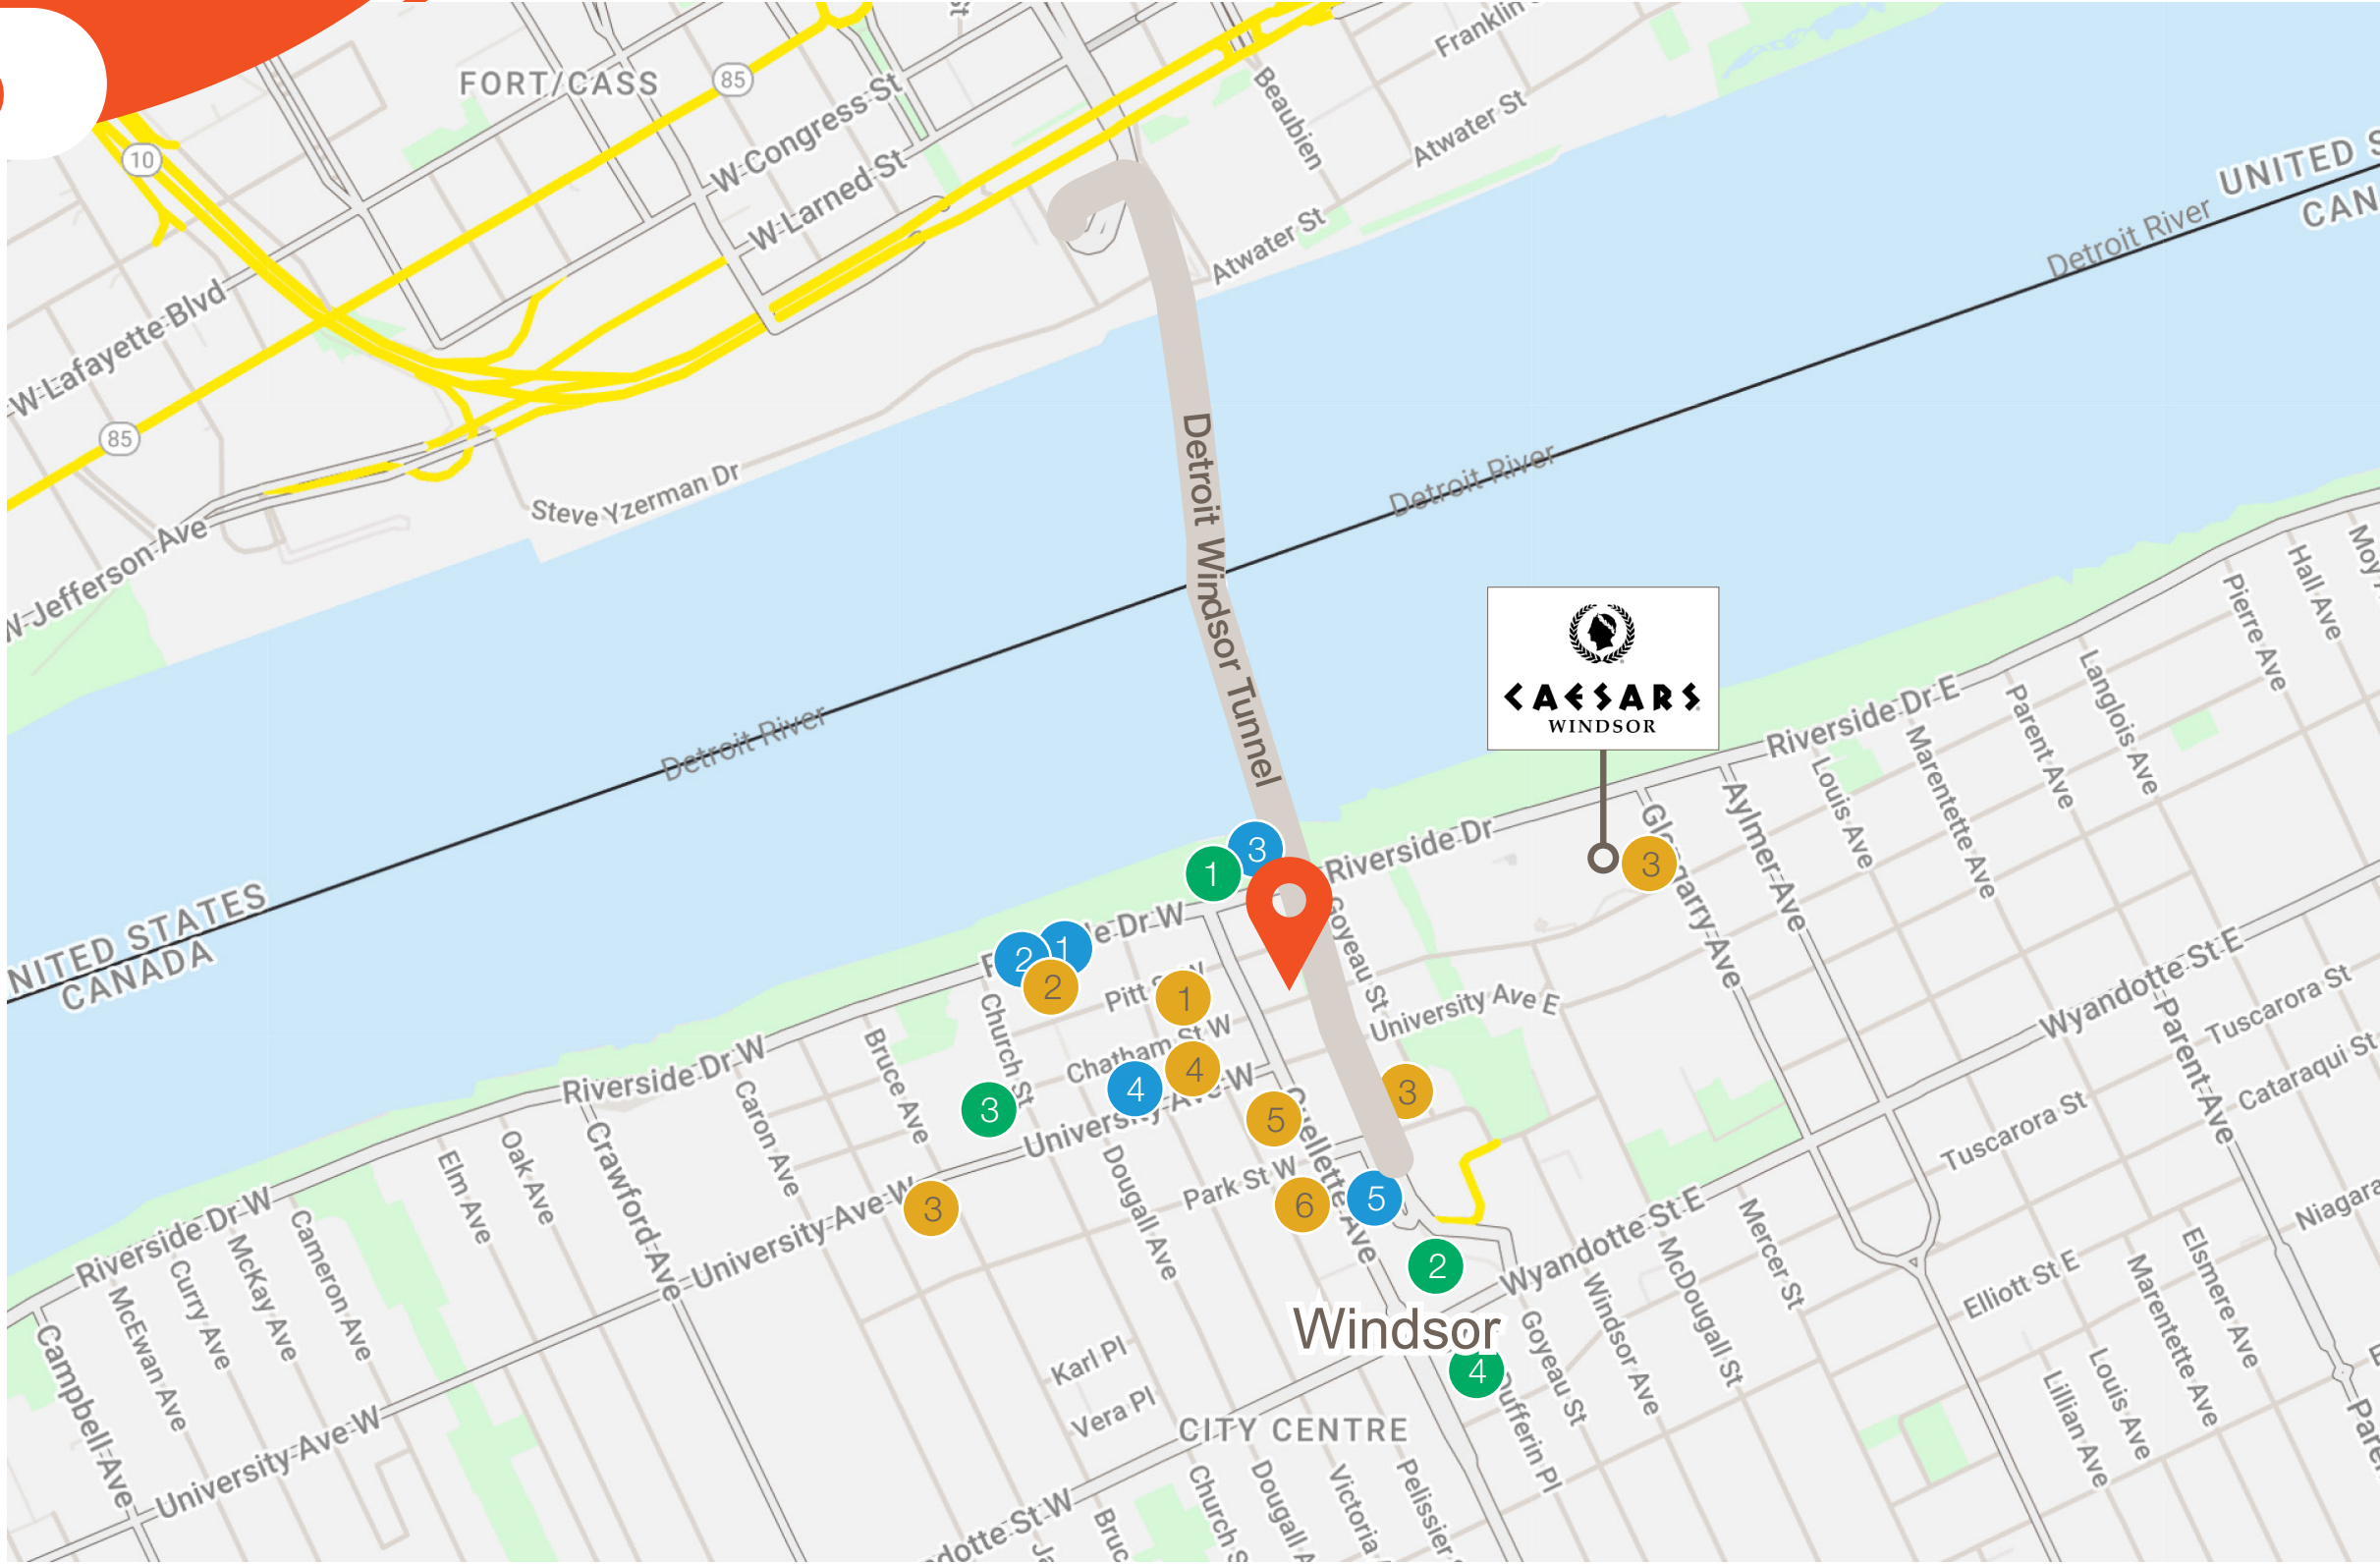 FORT/CASS
85
10
W Congress St
W Larned St
Beaubien
Atwater St
Atwater St
W Lafayette Blvd
85
Steve Yzerman Dr
W Jefferson Ave
Detroit River
Detroit River
Detroit River
Detroit Windsor Tunnel
CAESARS
WINDSOR
UNITED STATES
CANADA
Riverside Dr E
Riverside Dr
Riverside Dr W
Riverside Dr W
Hall Ave
Pierre Ave
Langlois Ave
Parent Ave
Marentette Ave
Louis Ave
Aylmer Ave
Glengarry Ave
Goyeau St
3
1
3
2
1
2
1
Pitt St W
Chatham St W
4
4
3
University Ave W
University Ave E
5
3
Church St
Bruce Ave
Caron Ave
Crawford Ave
Oak Ave
Elm Ave
Dougall Ave
Park St W
Ouellette Ave
6
5
3
2
4
Windsor
University Ave W
University Ave W
Cameron Ave
McKay Ave
Curry Ave
McEwan Ave
Campbell Ave
Karl Pl
Vera Pl
CITY CENTRE
Wyandotte St E
Wyandotte St E
Tuscarora St
Tuscarora St
Cataraqui St
Parent Ave
Niagara
Elliott St E
Elsmere Ave
Marentette Ave
Louis Ave
Lillian Ave
Mercer St
McDougall St
Windsor Ave
Goyeau St
Dufferin Pl
Pelissier
Victoria
Dougall
Church